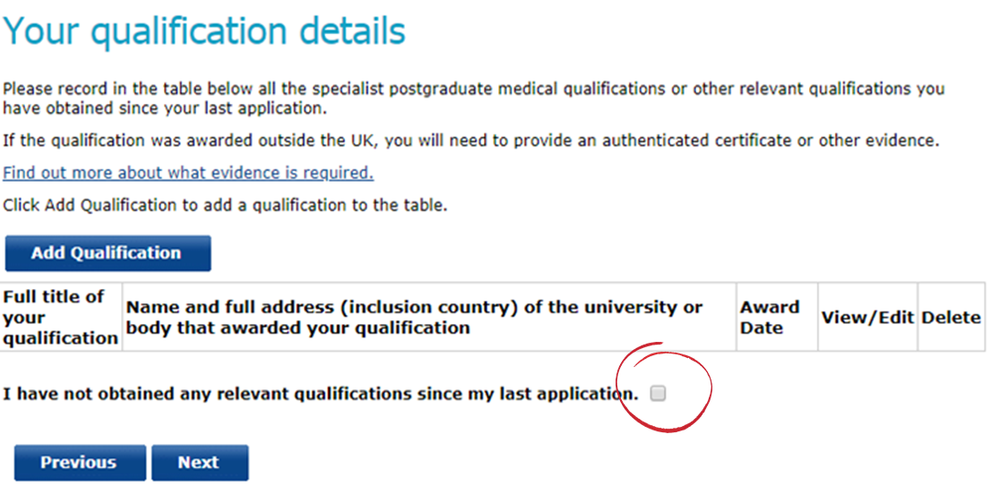 Your qualification details
Please record in the table below all the specialist postgraduate medical qualifications or other relevant qualifications you
have obtained since your last application.
If the qualification was awarded outside the UK, you will need to provide an authenticated certificate or other evidence.
Find out more about what evidence is required.
Click Add Qualification to add a qualification to the table.
Add Qualification
Full title of
your
qualification
Name and full address (inclusion country) of the university or
body that awarded your qualification
Award
Date
View/Edit
Delete
I have not obtained any relevant qualifications since my last application.
Previous
Next